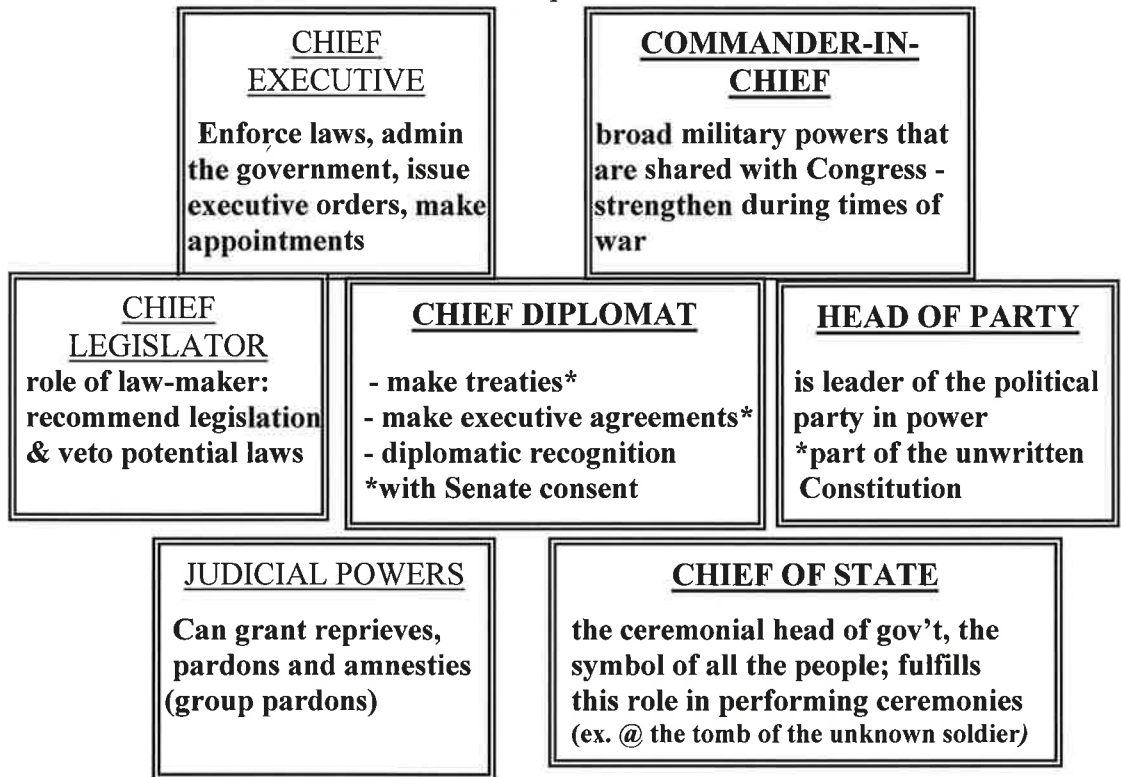 CHIEF
EXECUTIVE
Enforce laws, admin
the government, issue
executive orders, make
appointments
COMMANDER-IN-
CHIEF
broad military powers that
are shared with Congress -
strengthen during times of
war
CHIEF
LEGISLATOR
role of law-maker:
recommend legislation
& veto potential laws
CHIEF DIPLOMAT
- make treaties*
- make executive agreements*
- diplomatic recognition
*with Senate consent
HEAD OF PARTY
is leader of the political
party in power
*part of the unwritten
Constitution
JUDICIAL POWERS
Can grant reprieves,
pardons and amnesties
(group pardons)
CHIEF OF STATE
the ceremonial head of gov't, the
symbol of all the people; fulfills
this role in performing ceremonies
(ex. @ the tomb of the unknown soldier)